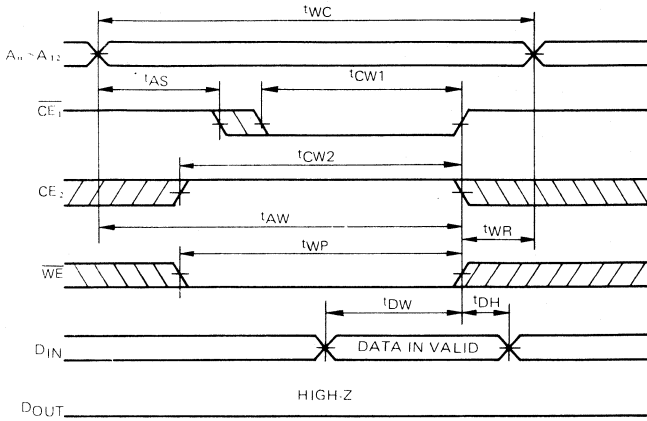 tWC
A₀ ~ A₁₂
tAS
tCW1
CE₁
tCW2
CE₂
tAW
tWR
tWP
WE
tDW
tDH
DIN
DATA IN VALID
HIGH-Z
DOUT